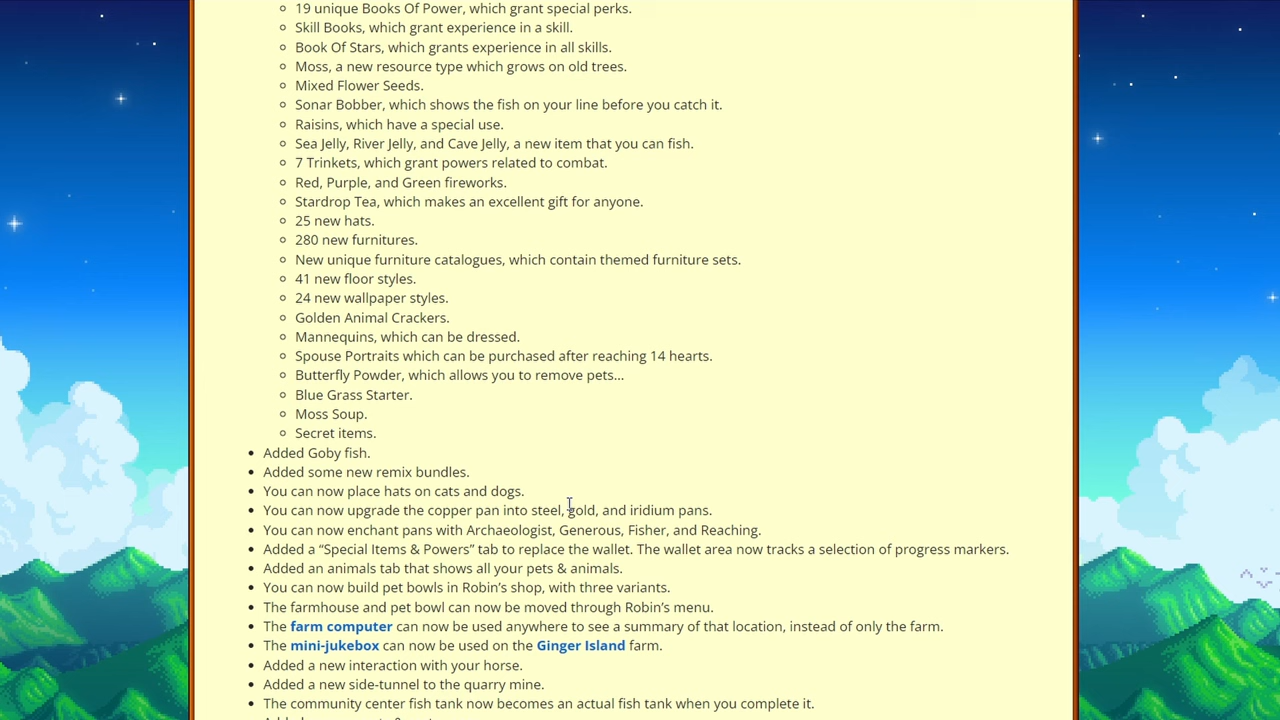 19 unique Books Of Power, which grant special perks.
Skill Books, which grant experience in a skill.
Book Of Stars, which grants experience in all skills.
Moss, a new resource type which grows on old trees.
Mixed Flower Seeds.
Sonar Bobber, which shows the fish on your line before you catch it.
Raisins, which have a special use.
Sea Jelly, River Jelly, and Cave Jelly, a new item that you can fish.
7 Trinkets, which grant powers related to combat.
Red, Purple, and Green fireworks.
Stardrop Tea, which makes an excellent gift for anyone.
25 new hats.
280 new furnitures.
New unique furniture catalogues, which contain themed furniture sets.
41 new floor styles.
24 new wallpaper styles.
Golden Animal Crackers.
Mannequins, which can be dressed.
Spouse Portraits which can be purchased after reaching 14 hearts.
Butterfly Powder, which allows you to remove pets…
Blue Grass Starter.
Moss Soup.
Secret items.
Added Goby fish.
Added some new remix bundles.
You can now place hats on cats and dogs.
You can now upgrade the copper pan into steel, gold, and iridium pans.
You can now enchant pans with Archaeologist, Generous, Fisher, and Reaching.
Added a “Special Items & Powers” tab to replace the wallet. The wallet area now tracks a selection of progress markers.
Added an animals tab that shows all your pets & animals.
You can now build pet bowls in Robin’s shop, with three variants.
The farmhouse and pet bowl can now be moved through Robin’s menu.
The farm computer can now be used anywhere to see a summary of that location, instead of only the farm.
The mini-jukebox can now be used on the Ginger Island farm.
Added a new interaction with your horse.
Added a new side-tunnel to the quarry mine.
The community center fish tank now becomes an actual fish tank when you complete it.